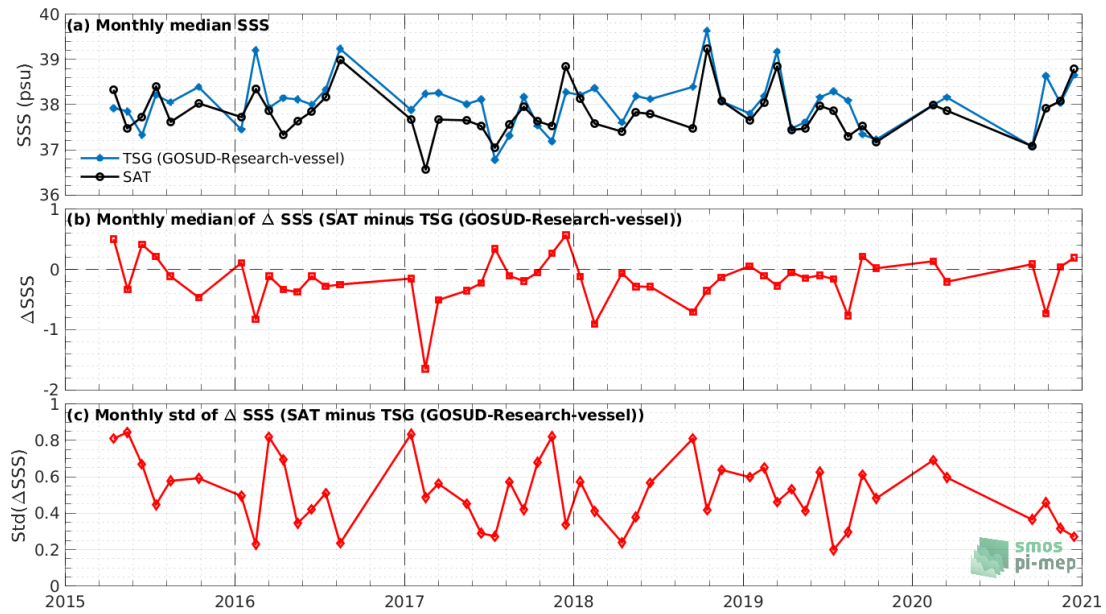 (a) Monthly median SSS
40
39
38
37
36
SSS (psu)
TSG (GOSUD-Research-vessel)
SAT
(b) Monthly median of Δ SSS (SAT minus TSG (GOSUD-Research-vessel))
1
0
-1
-2
ΔSSS
(c) Monthly std of Δ SSS (SAT minus TSG (GOSUD-Research-vessel))
1
0.8
0.6
0.4
0.2
0
Std(ΔSSS)
smos
pi-mep
2015 2016 2017 2018 2019 2020 2021